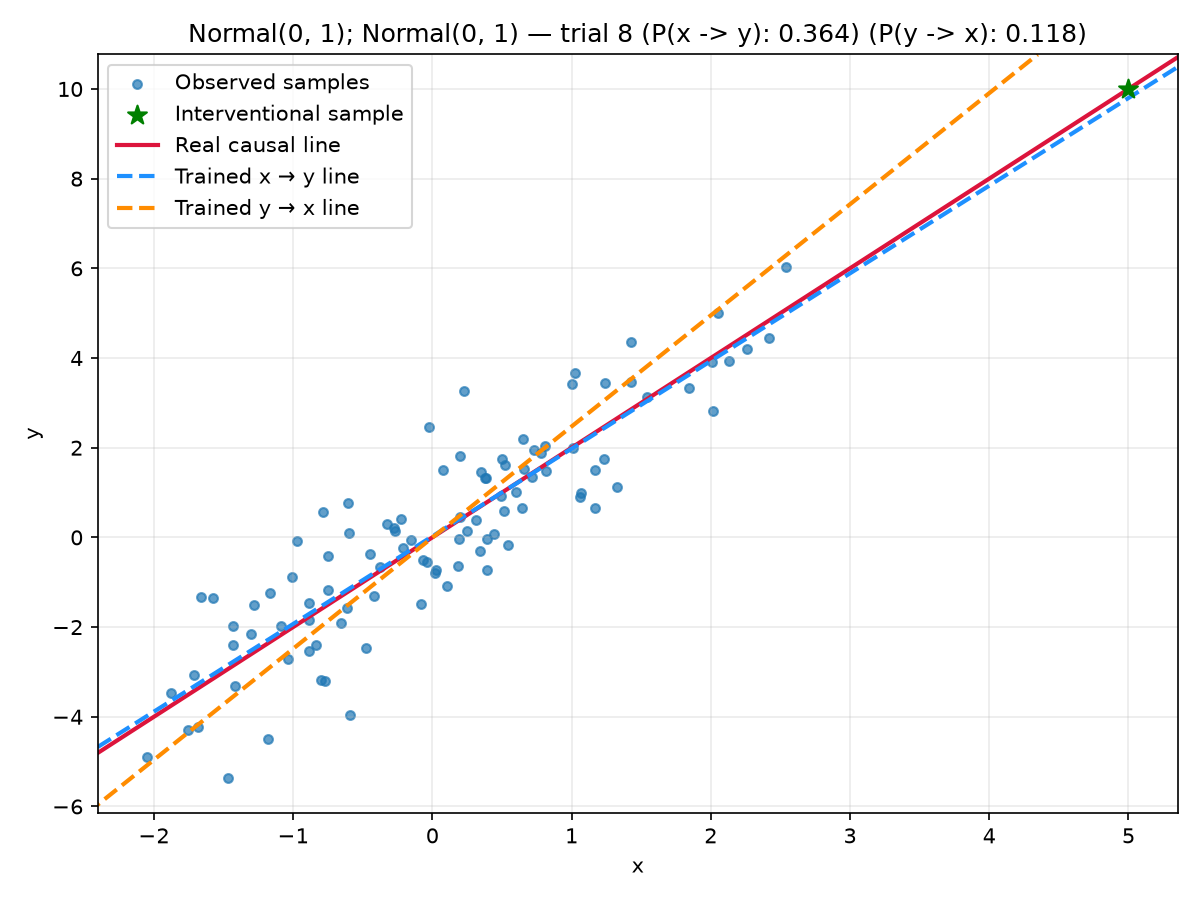 Normal(0, 1); Normal(0, 1) — trial 8 (P(x -> y): 0.364) (P(y -> x): 0.118)
Observed samples
Interventional sample
Real causal line
Trained x → y line
Trained y → x line
10
8
6
4
2
0
−2
−4
−6
y
−2 −1 0 1 2 3 4 5
x